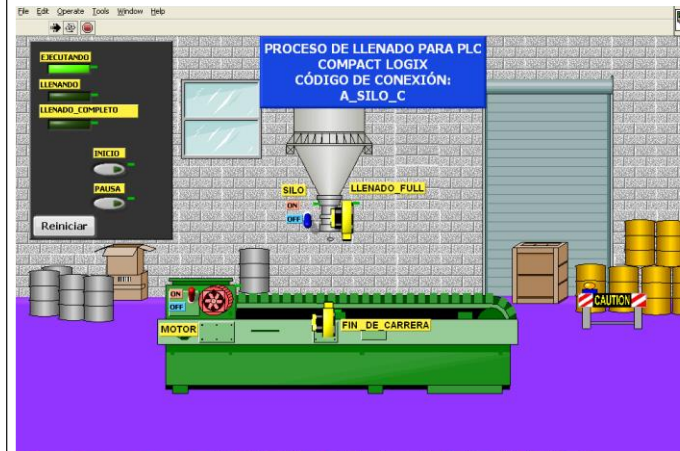 File Edit Operate Tools Window Help
PROCESO DE LLENADO PARA PLC
COMPACT LOGIX
CÓDIGO DE CONEXIÓN:
A_SILO_C
EJECUTANDO
LLENANDO
LLENADO_COMPLETO
INICIO
PAUSA
Reiniciar
SILO
LLENADO_FULL
ON
OFF
ON
OFF
MOTOR
FIN_DE_CARRERA
CAUTION